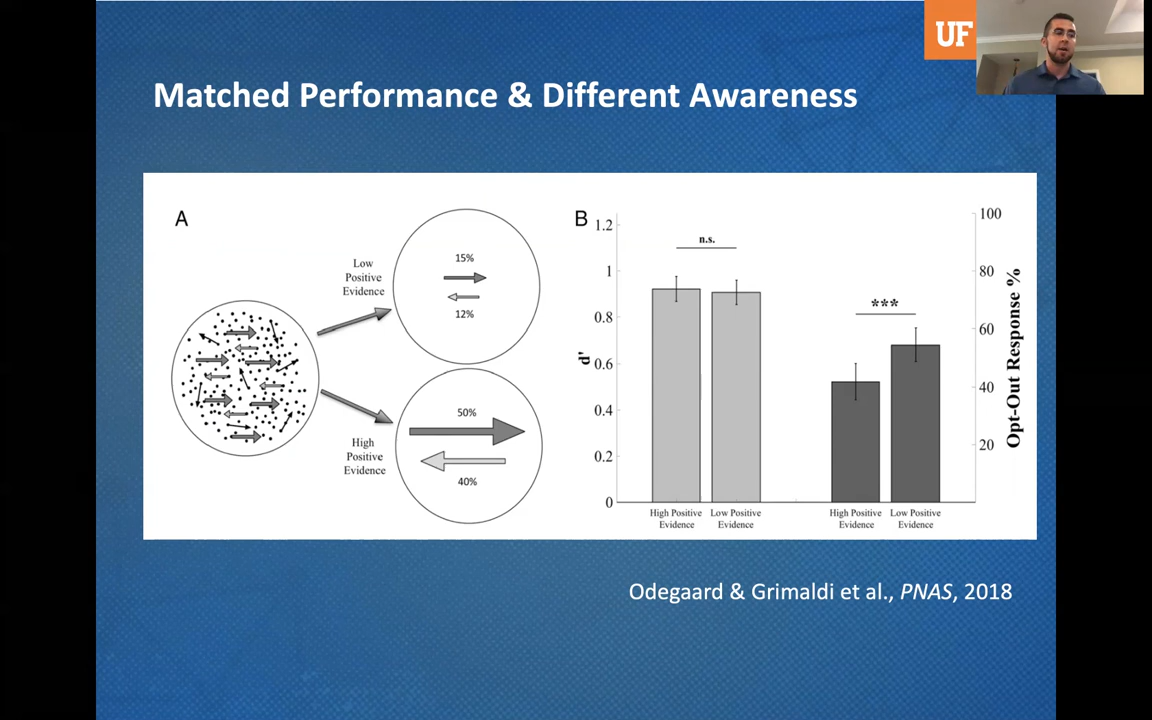 UF
Matched Performance & Different Awareness
A
Low
Positive
Evidence
15%
12%
High
Positive
Evidence
50%
40%
B
d'
1.2
1
0.8
0.6
0.4
0.2
0
n.s.
***
High Positive
Evidence
Low Positive
Evidence
High Positive
Evidence
Low Positive
Evidence
100
80
60
40
20
Opt-Out Response %
Odegaard & Grimaldi et al., PNAS, 2018